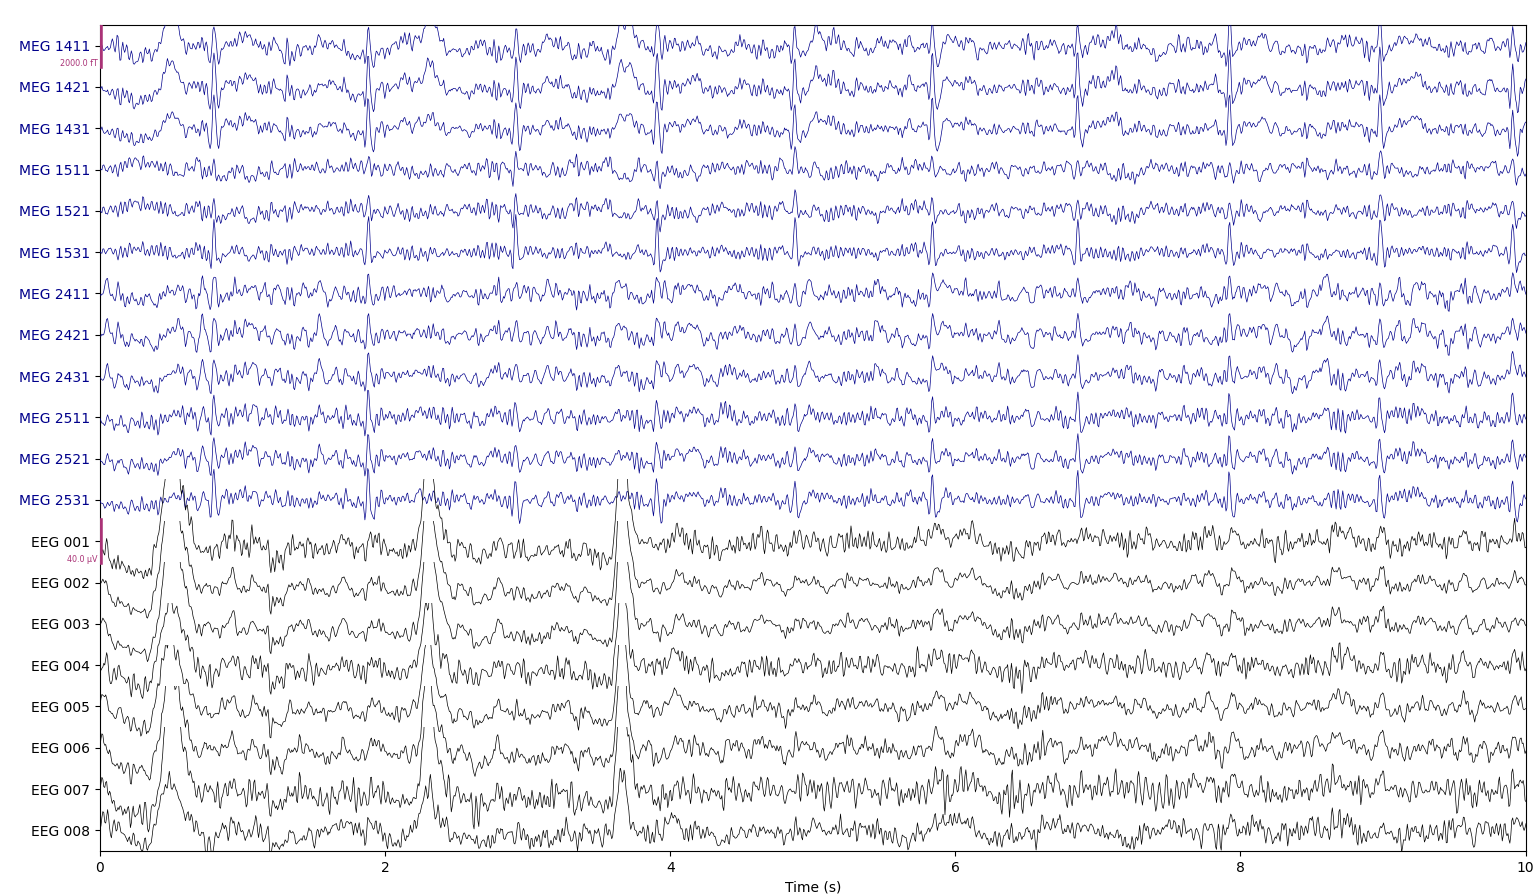 MEG 1411
2000.0 fT
MEG 1421
MEG 1431
MEG 1511
MEG 1521
MEG 1531
MEG 2411
MEG 2421
MEG 2431
MEG 2511
MEG 2521
MEG 2531
EEG 001
40.0 µV
EEG 002
EEG 003
EEG 004
EEG 005
EEG 006
EEG 007
EEG 008
0 2 4 6 8 10
Time (s)